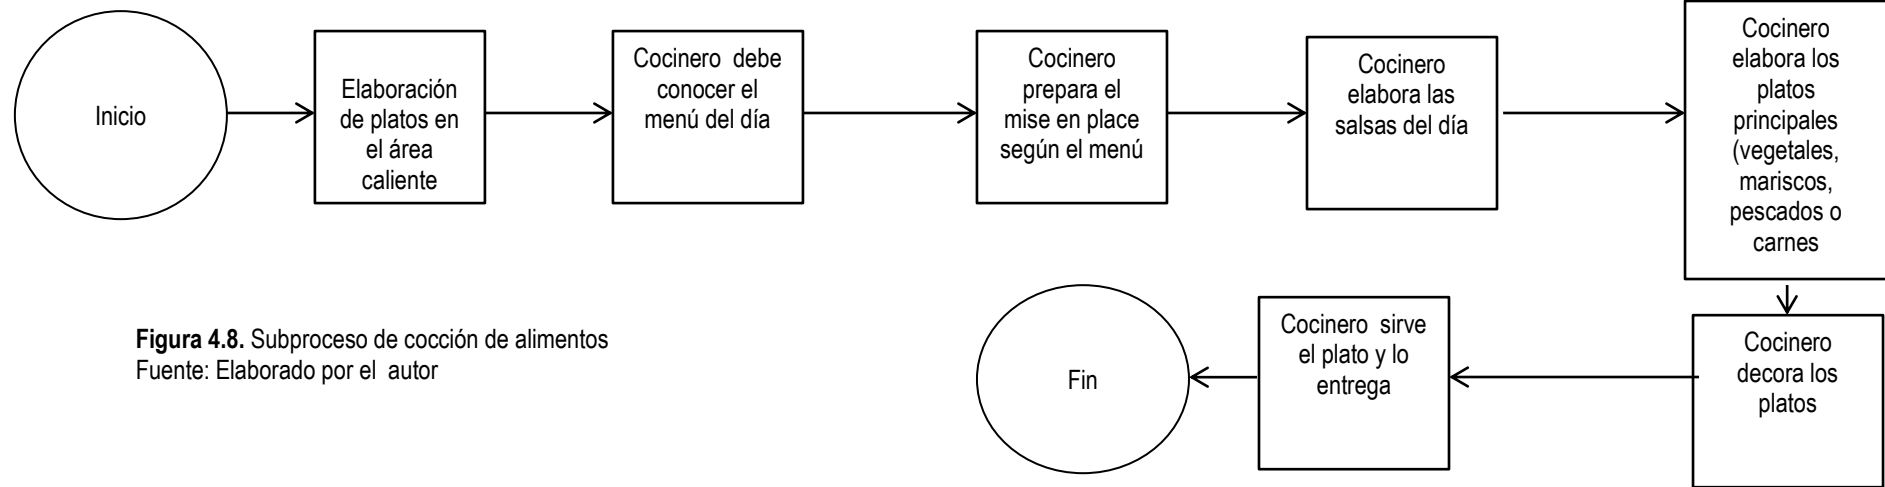 Inicio
Elaboración
de platos en
el área
caliente
Cocinero debe
conocer el
menú del día
Cocinero
prepara el
mise en place
según el menú
Cocinero
elabora las
salsas del día
Cocinero
elabora los
platos
principales
(vegetales,
mariscos,
pescados o
carnes
Cocinero
decora los
platos
Cocinero sirve
el plato y lo
entrega
Fin
Figura 4.8. Subproceso de cocción de alimentos
Fuente: Elaborado por el autor